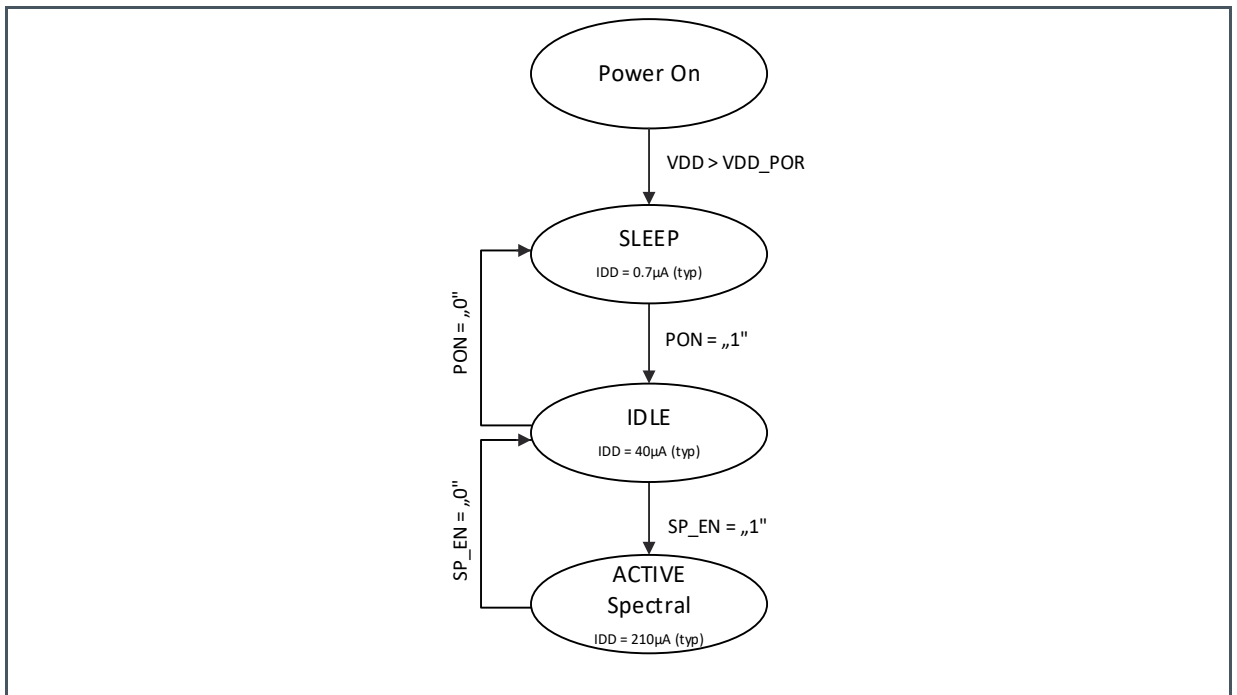 Power On
VDD > VDD_POR
SLEEP
IDD = 0.7µA (typ)
PON = „0"
PON = „1"
IDLE
IDD = 40µA (typ)
SP_EN = „0"
SP_EN = „1"
ACTIVE
Spectral
IDD = 210µA (typ)